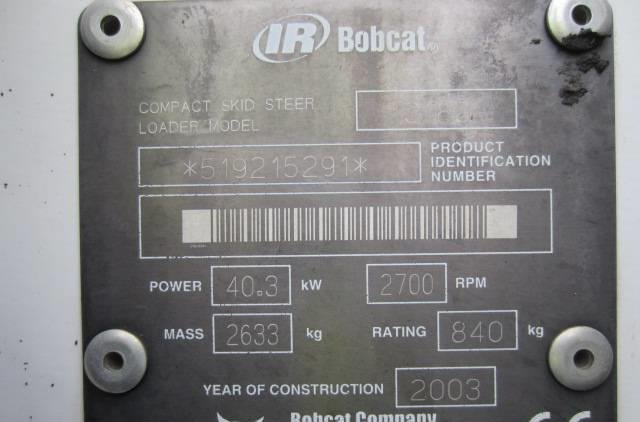 IR Bobcat®
COMPACT SKID STEER
LOADER MODEL
*519215291* PRODUCT
IDENTIFICATION
NUMBER
POWER 40.3 kW 2700 RPM
MASS 2633 kg RATING 840 kg
YEAR OF CONSTRUCTION 2003
Bobcat Company CE